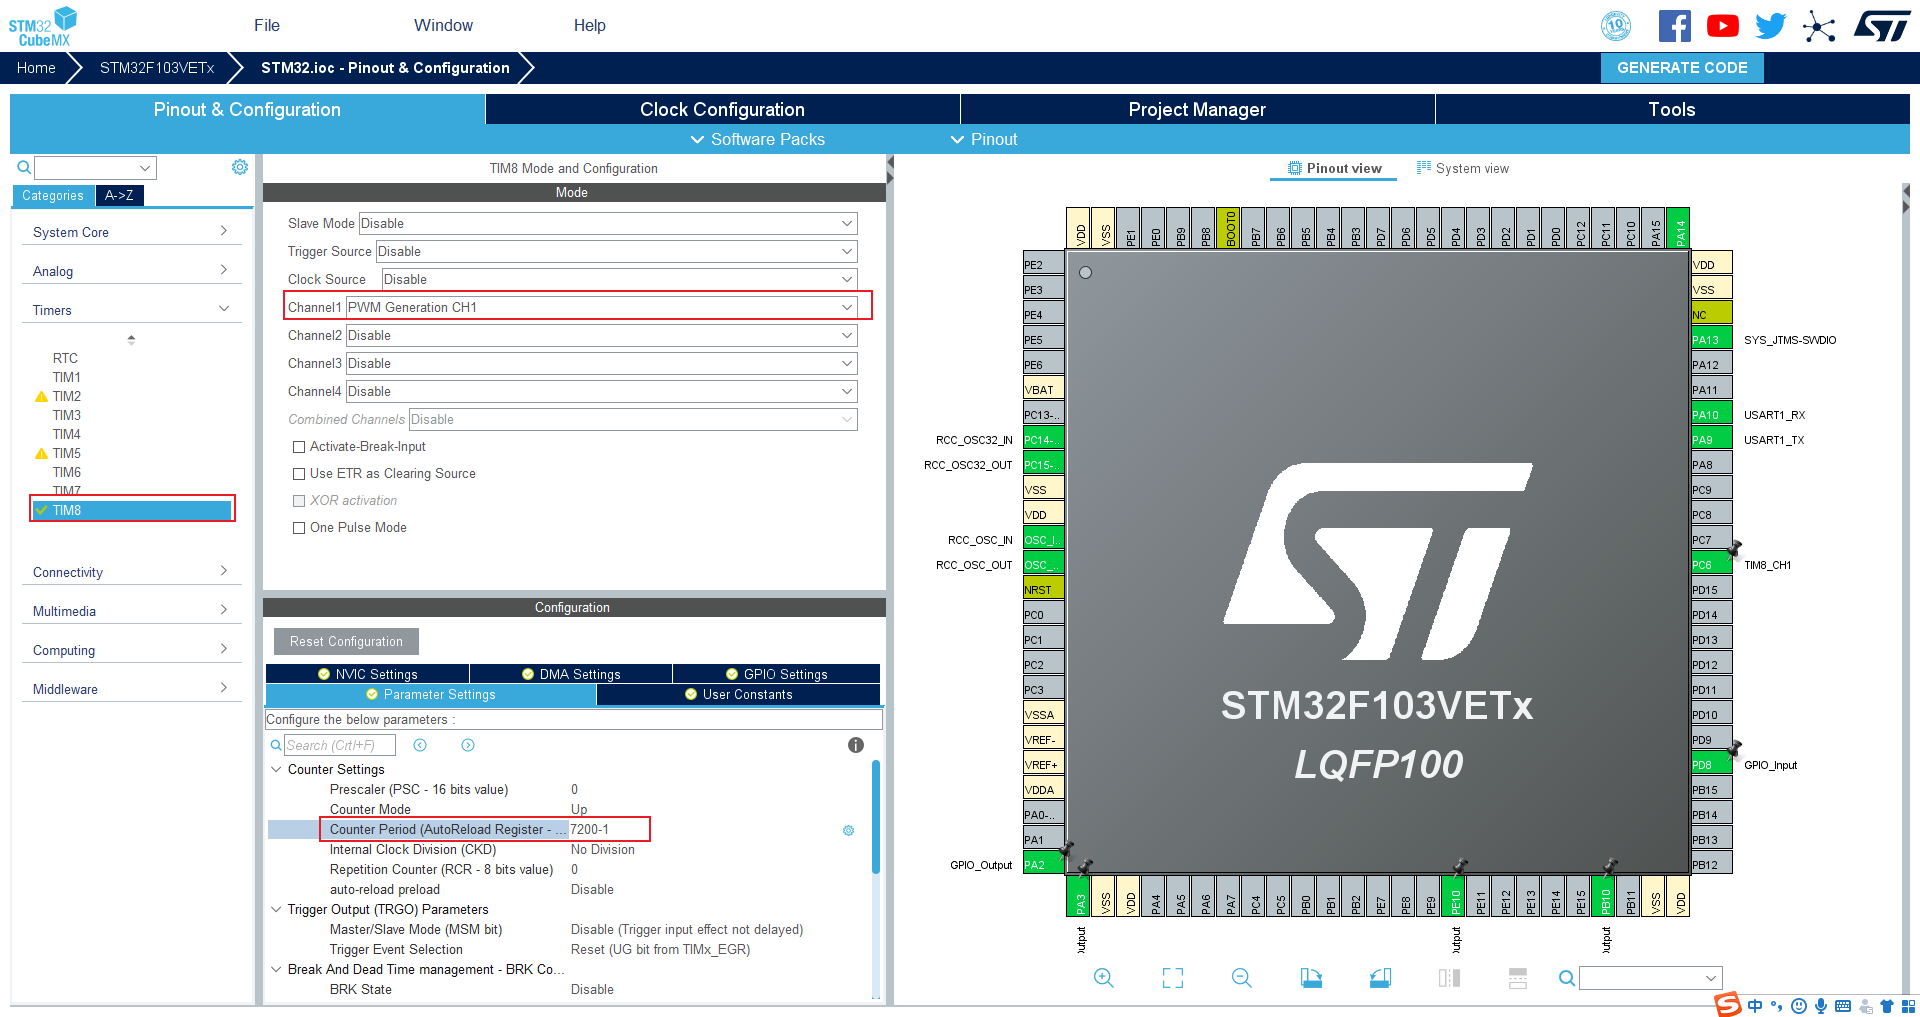 STM32
CubeMX
File
Window
Help
10
Home
STM32F103VETx
STM32.ioc - Pinout & Configuration
GENERATE CODE
Pinout & Configuration
Clock Configuration
Project Manager
Tools
Software Packs
Pinout
Categories
A->Z
System Core
Analog
Timers
RTC
TIM1
TIM2
TIM3
TIM4
TIM5
TIM6
TIM7
TIM8
Connectivity
Multimedia
Computing
Middleware
TIM8 Mode and Configuration
Mode
Slave Mode Disable
Trigger Source Disable
Clock Source Disable
Channel1 PWM Generation CH1
Channel2 Disable
Channel3 Disable
Channel4 Disable
Combined Channels Disable
Activate-Break-Input
Use ETR as Clearing Source
XOR activation
One Pulse Mode
Configuration
Reset Configuration
NVIC Settings
DMA Settings
GPIO Settings
Parameter Settings
User Constants
Configure the below parameters :
Search (Crtl+F)
Counter Settings
Prescaler (PSC - 16 bits value) 0
Counter Mode Up
Counter Period (AutoReload Register - ... 7200-1
Internal Clock Division (CKD) No Division
Repetition Counter (RCR - 8 bits value) 0
auto-reload preload Disable
Trigger Output (TRGO) Parameters
Master/Slave Mode (MSM bit) Disable (Trigger input effect not delayed)
Trigger Event Selection Reset (UG bit from TIMx_EGR)
Break And Dead Time management - BRK Co...
BRK State Disable
Pinout view
System view
VDD
VSS
PE1
PE0
PB9
PB8
BOOT0
PB7
PB6
PB5
PB4
PB3
PD7
PD6
PD5
PD4
PD3
PD2
PD1
PD0
PC12
PC11
PC10
PA15
PA14
PE2
PE3
PE4
PE5
PE6
VBAT
PC13-..
RCC_OSC32_IN PC14-..
RCC_OSC32_OUT PC15-..
VSS
VDD
RCC_OSC_IN OSC_I..
RCC_OSC_OUT OSC_..
NRST
PC0
PC1
PC2
PC3
VSSA
VREF-
VREF+
VDDA
PA0-..
PA1
GPIO_Output PA2
STM32F103VETx
LQFP100
VDD
VSS
NC
PA13 SYS_JTMS-SWDIO
PA12
PA11
PA10 USART1_RX
PA9 USART1_TX
PA8
PC9
PC8
PC7
PC6 TIM8_CH1
PD15
PD14
PD13
PD12
PD11
PD10
PD9
PD8 GPIO_Input
PB15
PB14
PB13
PB12
PA3
VSS
VDD
PA4
PA5
PA6
PA7
PC4
PC5
PB0
PB1
PB2
PE7
PE8
PE9
PE10
PE11
PE12
PE13
PE14
PE15
PB10
PB11
VSS
VDD
utput
utput
utput
中